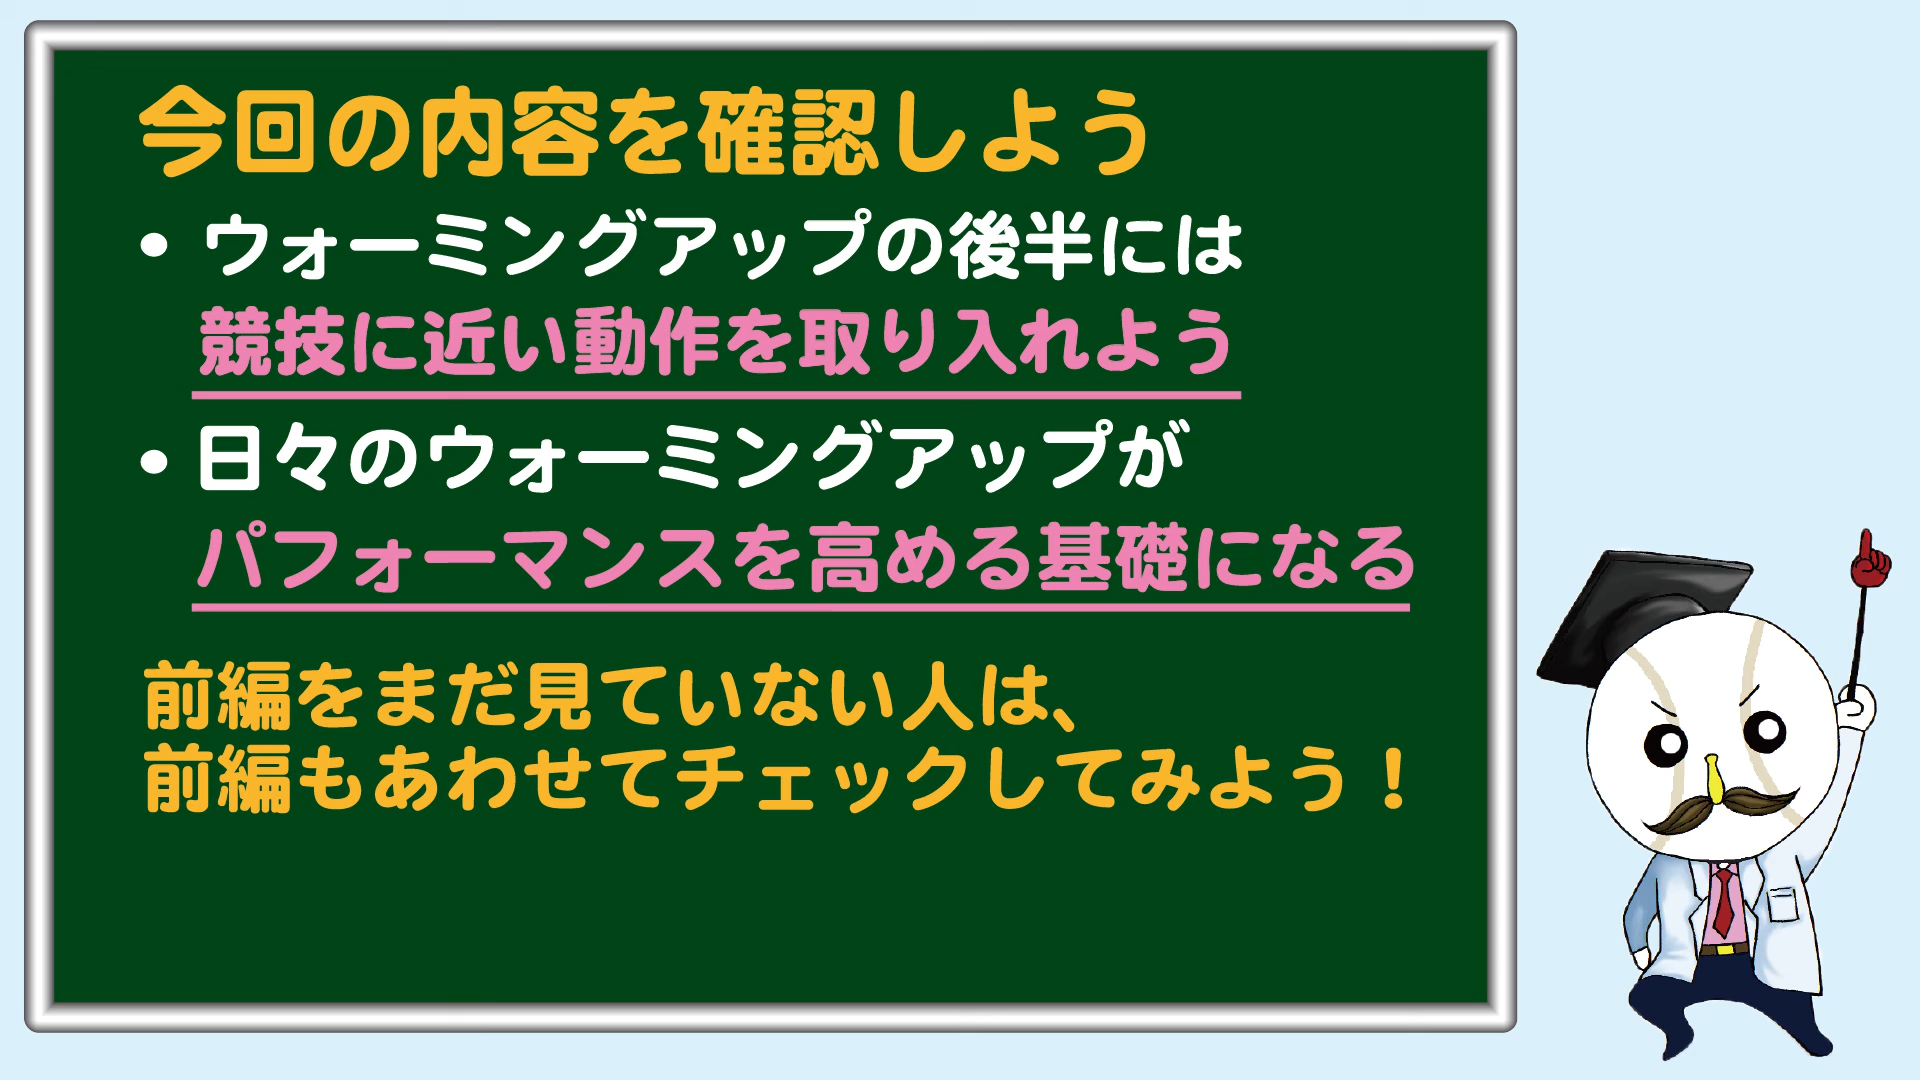 今回の内容を確認しよう
・ウォーミングアップの後半には
競技に近い動作を取り入れよう
・日々のウォーミングアップが
パフォーマンスを高める基礎になる
前編をまだ見ていない人は、
前編もあわせてチェックしてみよう！